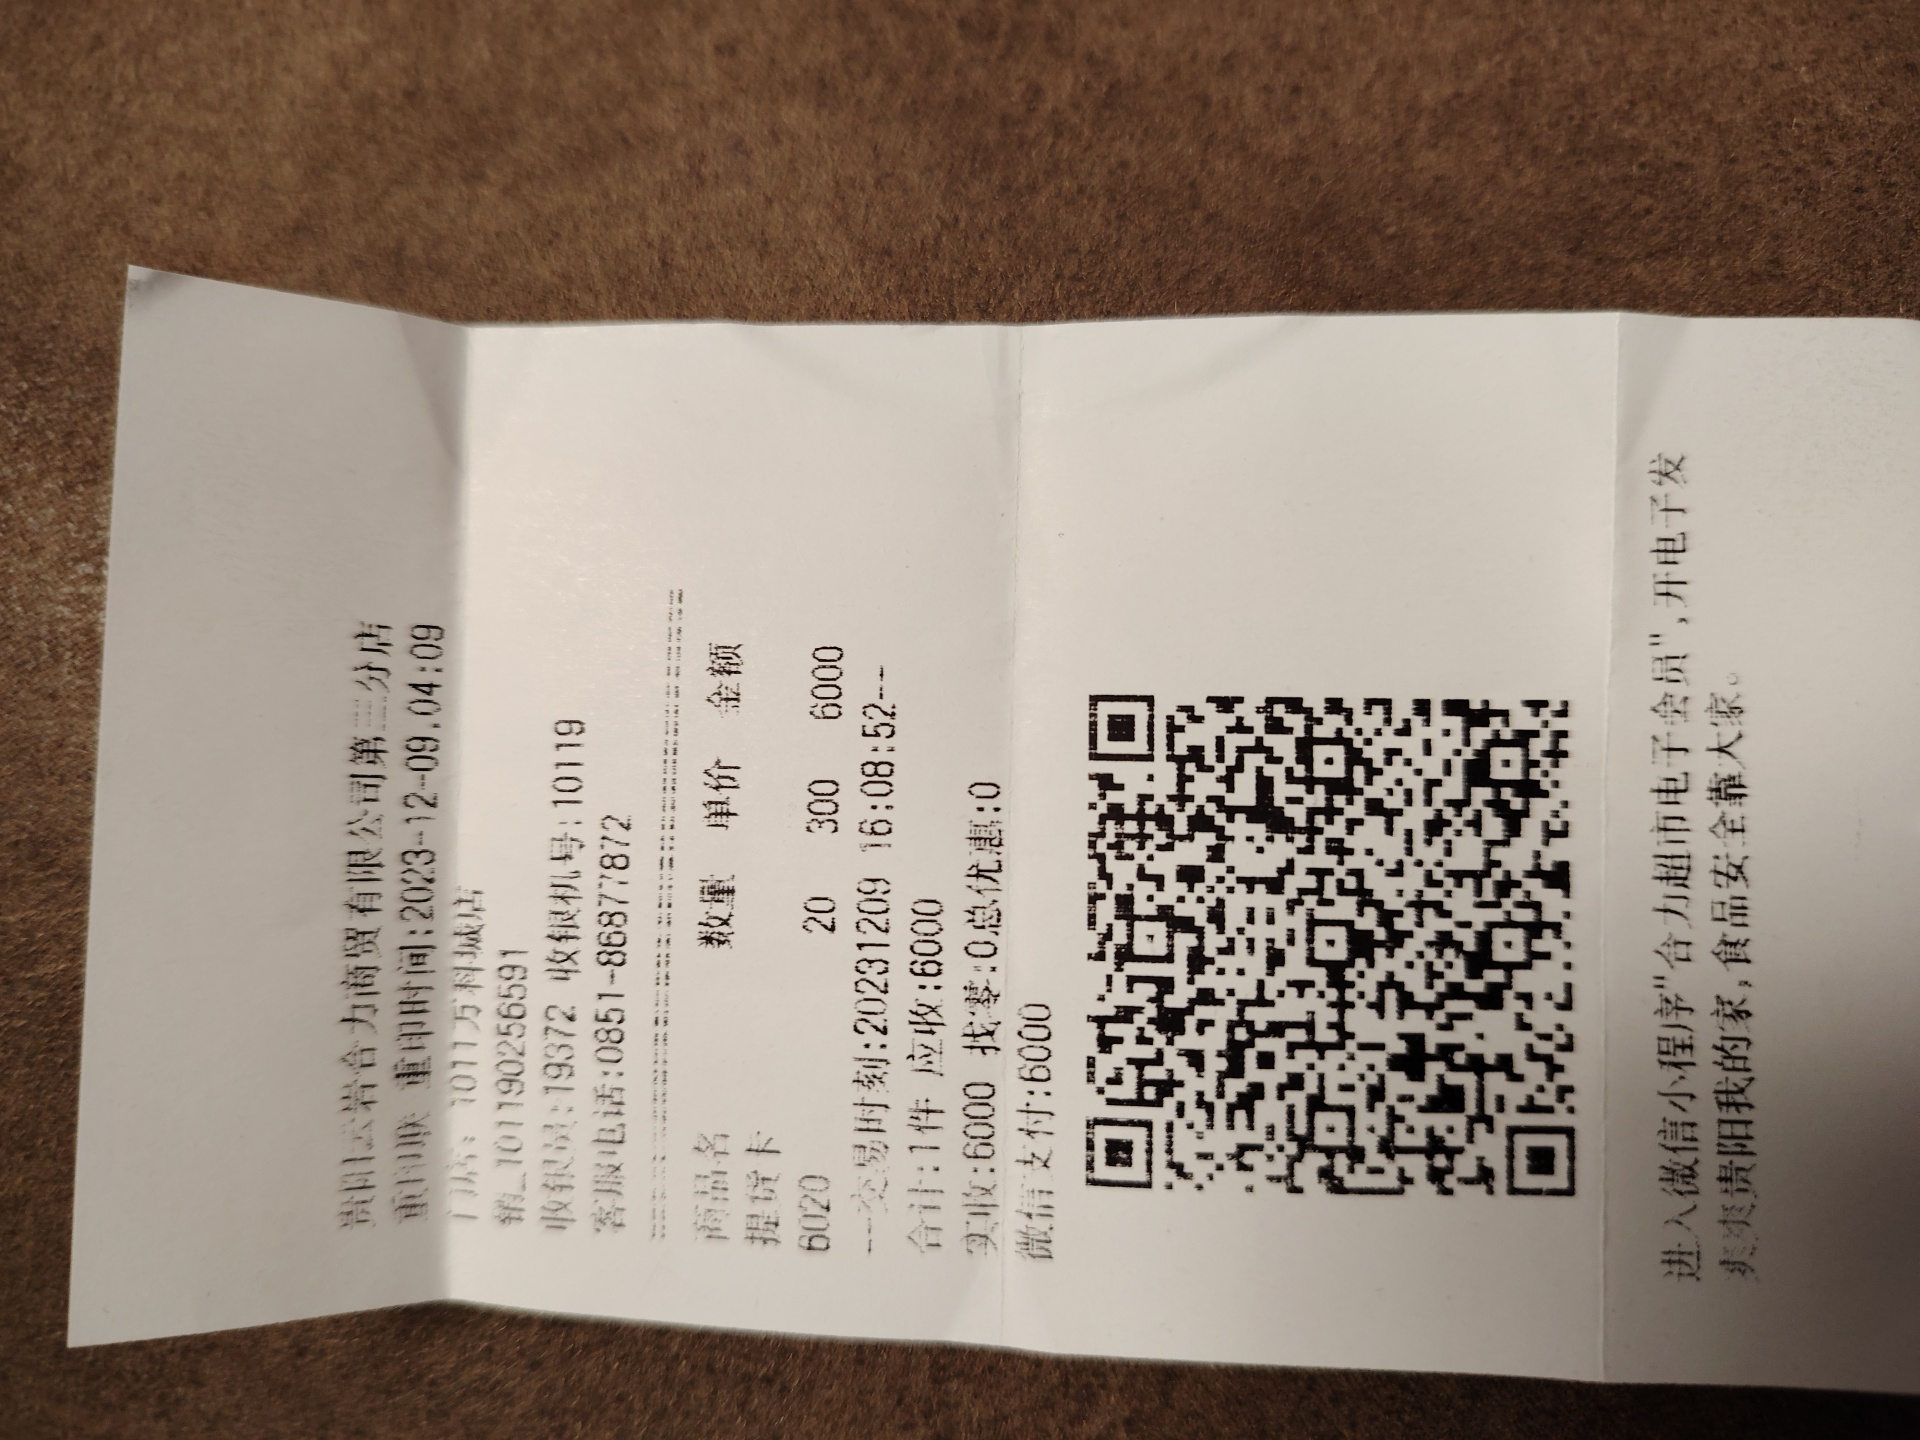 贵阳云岩合力商贸有限公司第三分店
重印联 重印时间:2023-12-09.04:09
门店: 1011万科城店
销_1011902256591
收银员:19372 收银机号:10119
客服电话:0851-86877872
商品名 数量 单价 金额
提货卡
6020 20 300 6000
--交易时刻:20231209 16:08:52--
合计:1件 应收:6000
实收:6000 找零:0总优惠:0
微信支付:6000
进入微信小程序"合力超市电子会员",开电子发
爽爽贵阳我的家,食品安全靠大家。